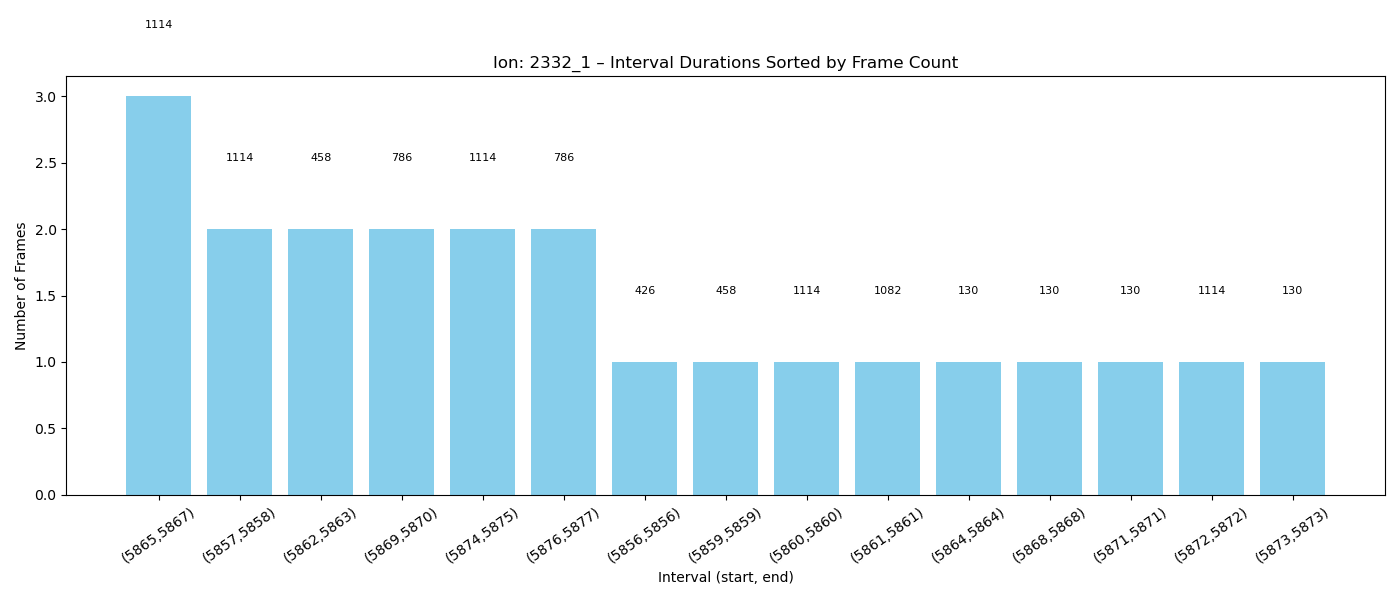 1114
Ion: 2332_1 – Interval Durations Sorted by Frame Count
3.0
2.5
2.0
1.5
1.0
0.5
0.0
Number of Frames
1114 458 786 1114 786
426 458 1114 1082 130 130 130 1114 130
(5865,5867) (5857,5858) (5862,5863) (5869,5870) (5874,5875) (5876,5877) (5856,5856) (5859,5859) (5860,5860) (5861,5861) (5864,5864) (5868,5868) (5871,5871) (5872,5872) (5873,5873)
Interval (start, end)